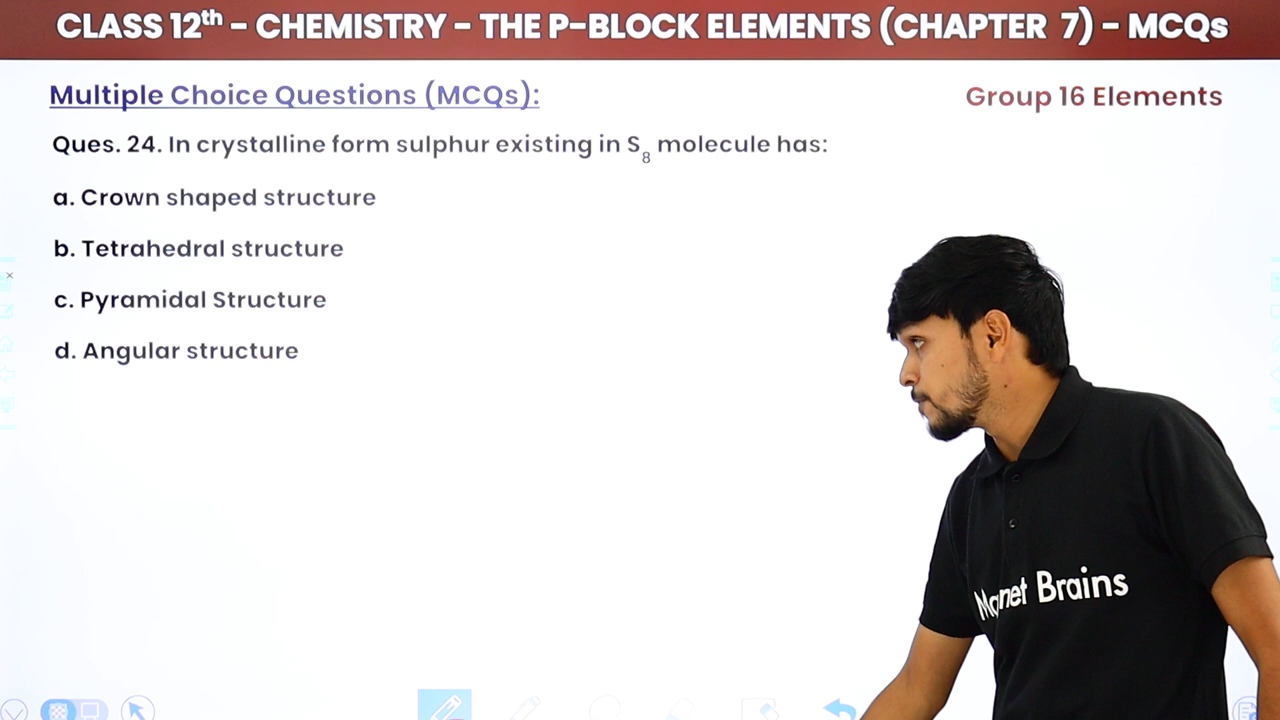 CLASS 12th - CHEMISTRY - THE P-BLOCK ELEMENTS (CHAPTER 7) - MCQs
Multiple Choice Questions (MCQs):
Group 16 Elements
Ques. 24. In crystalline form sulphur existing in S8 molecule has:
a. Crown shaped structure
b. Tetrahedral structure
c. Pyramidal Structure
d. Angular structure
Magnet Brains